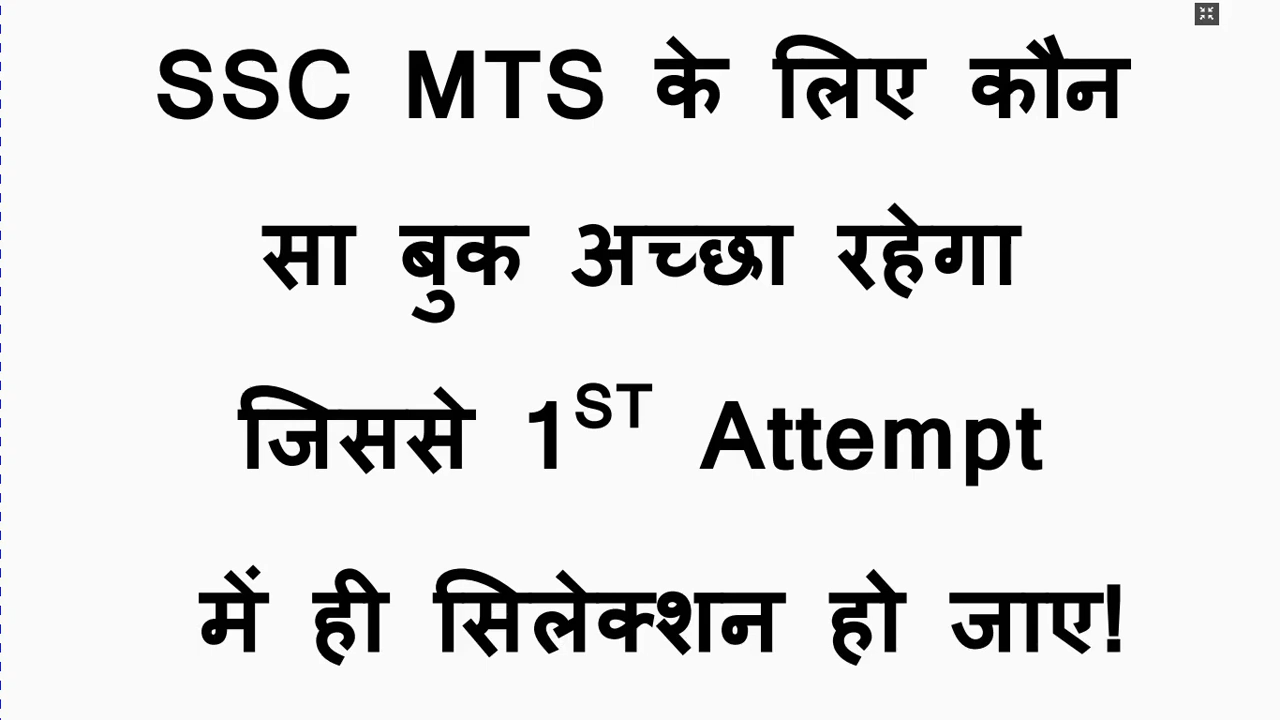 SSC MTS के लिए कौन
सा बुक अच्छा रहेगा
जिससे 1ST Attempt
में ही सिलेक्शन हो जाए!